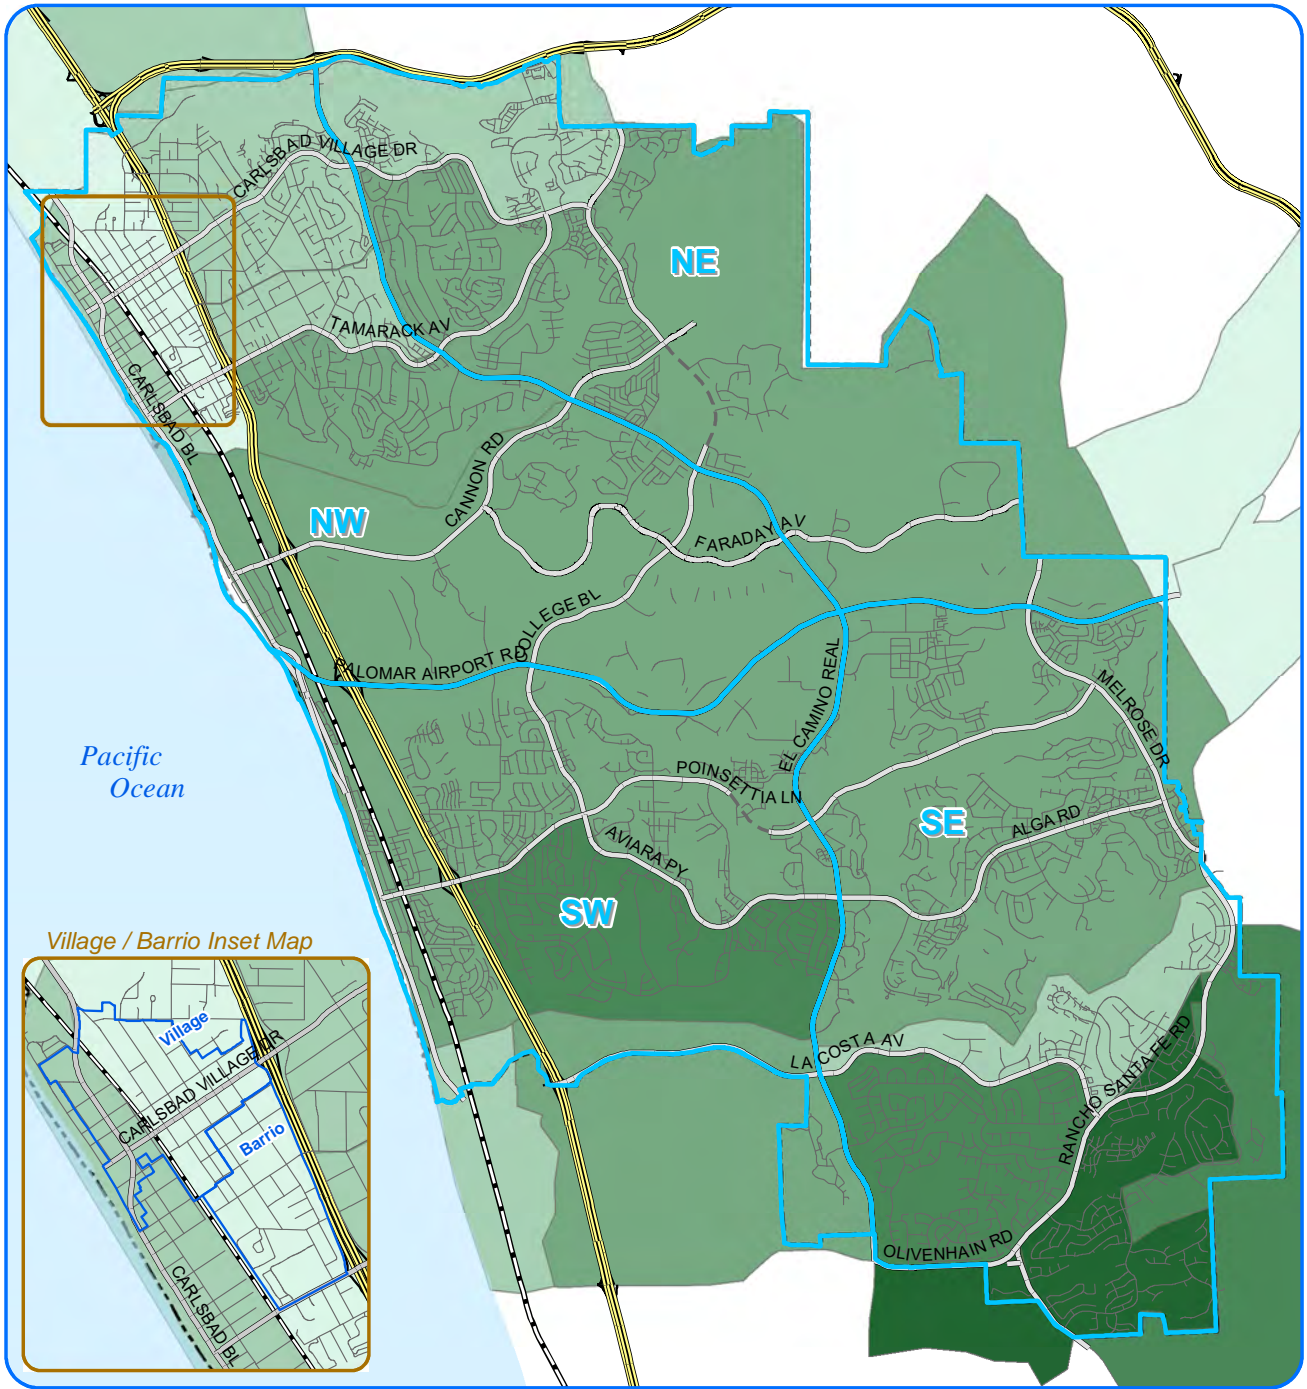 CARLSBAD VILLAGE DR
NE
TAMARACK AV
CARLSBAD BL
CANNON RD
NW
FARADAY AV
COLLEGE BL
PALOMAR AIRPORT RD
EL CAMINO REAL
MELROSE DR
Pacific
Ocean
POINSETTIA LN
SE
ALGA RD
AVIARA PY
SW
Village / Barrio Inset Map
Village
CARLSBAD VILLAGE DR
Barrio
CARLSBAD BL
LA COSTA AV
RANCHO SANTA FE RD
OLIVENHAIN RD